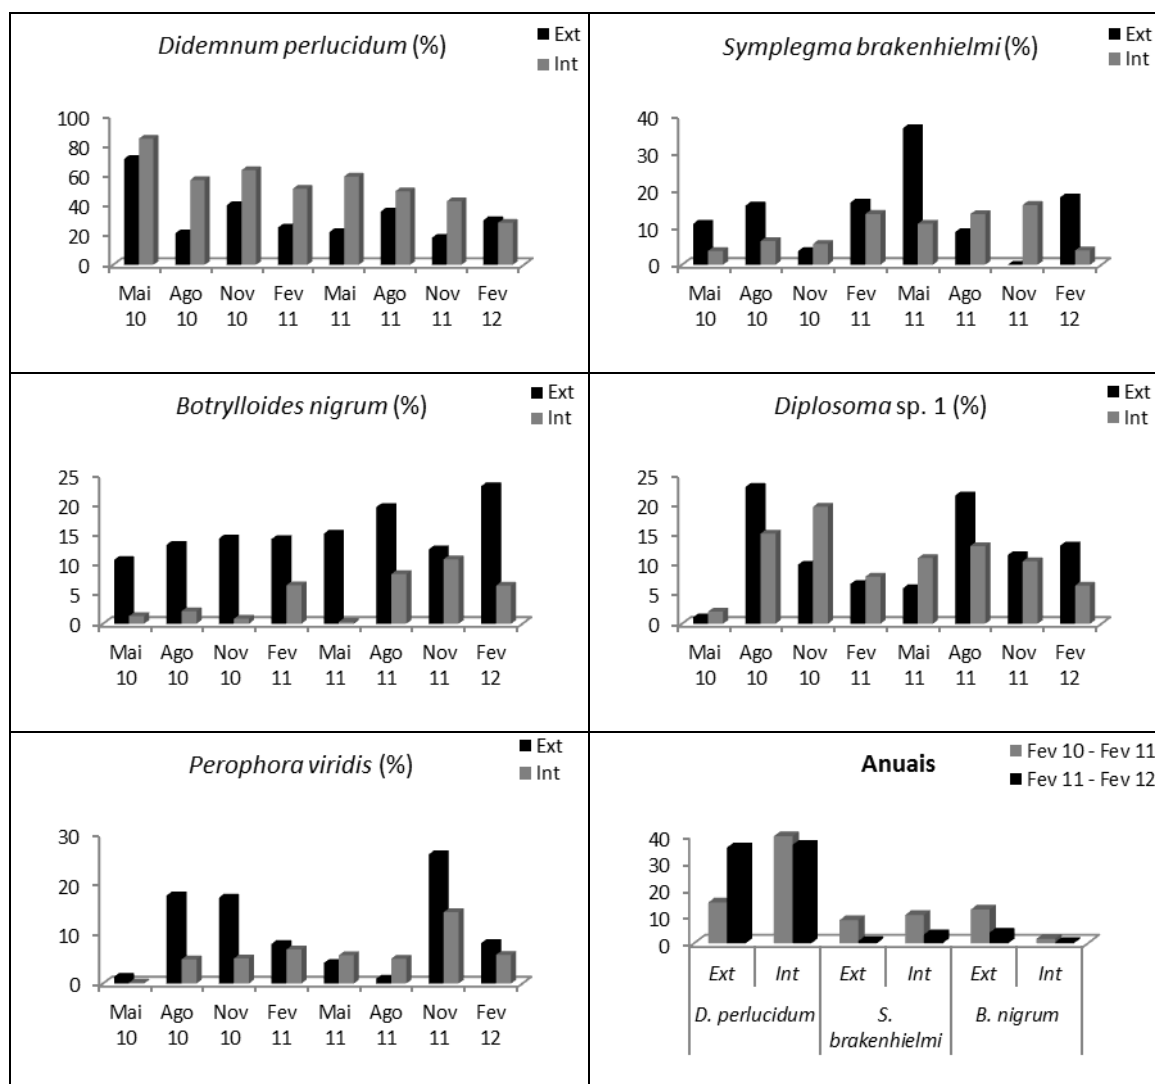 Didemnum perlucidum (%)
Ext
Int
100
80
60
40
20
0
Mai Ago Nov Fev Mai Ago Nov Fev
10 10 10 11 11 11 11 12
Symplegma brakenhielmi (%)
Ext
Int
40
30
20
10
0
Mai Ago Nov Fev Mai Ago Nov Fev
10 10 10 11 11 11 11 12
Botrylloides nigrum (%)
Ext
Int
25
20
15
10
5
0
Mai Ago Nov Fev Mai Ago Nov Fev
10 10 10 11 11 11 11 12
Diplosoma sp. 1 (%)
Ext
Int
25
20
15
10
5
0
Mai Ago Nov Fev Mai Ago Nov Fev
10 10 10 11 11 11 11 12
Perophora viridis (%)
Ext
Int
30
20
10
0
Mai Ago Nov Fev Mai Ago Nov Fev
10 10 10 11 11 11 11 12
Anuais
Fev 10 - Fev 11
Fev 11 - Fev 12
40
30
20
10
0
Ext Int Ext Int Ext Int
D. perlucidum S. B. nigrum
brakenhielmi